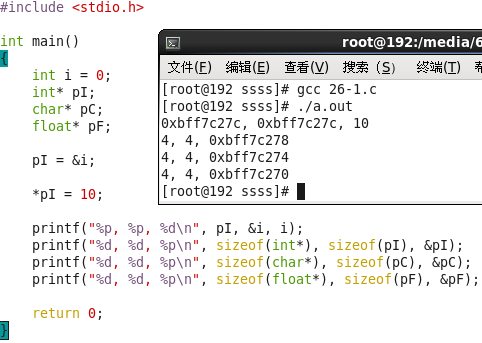 #include <stdio.h>
int main()
{
int i = 0;
int* pI;
char* pC;
float* pF;
pI = &i;
*pI = 10;
printf("%p, %p, %d\n", pI, &i, i);
printf("%d, %d, %p\n", sizeof(int*), sizeof(pI), &pI);
printf("%d, %d, %p\n", sizeof(char*), sizeof(pC), &pC);
printf("%d, %d, %p\n", sizeof(float*), sizeof(pF), &pF);
return 0;
}
root@192:/media/6
文件(F) 编辑(E) 查看(V) 搜索 (S) 终端(T) 帮
[root@192 ssss]# gcc 26-1.c
[root@192 ssss]# ./a.out
0xbff7c27c, 0xbff7c27c, 10
4, 4, 0xbff7c278
4, 4, 0xbff7c274
4, 4, 0xbff7c270
[root@192 ssss]#